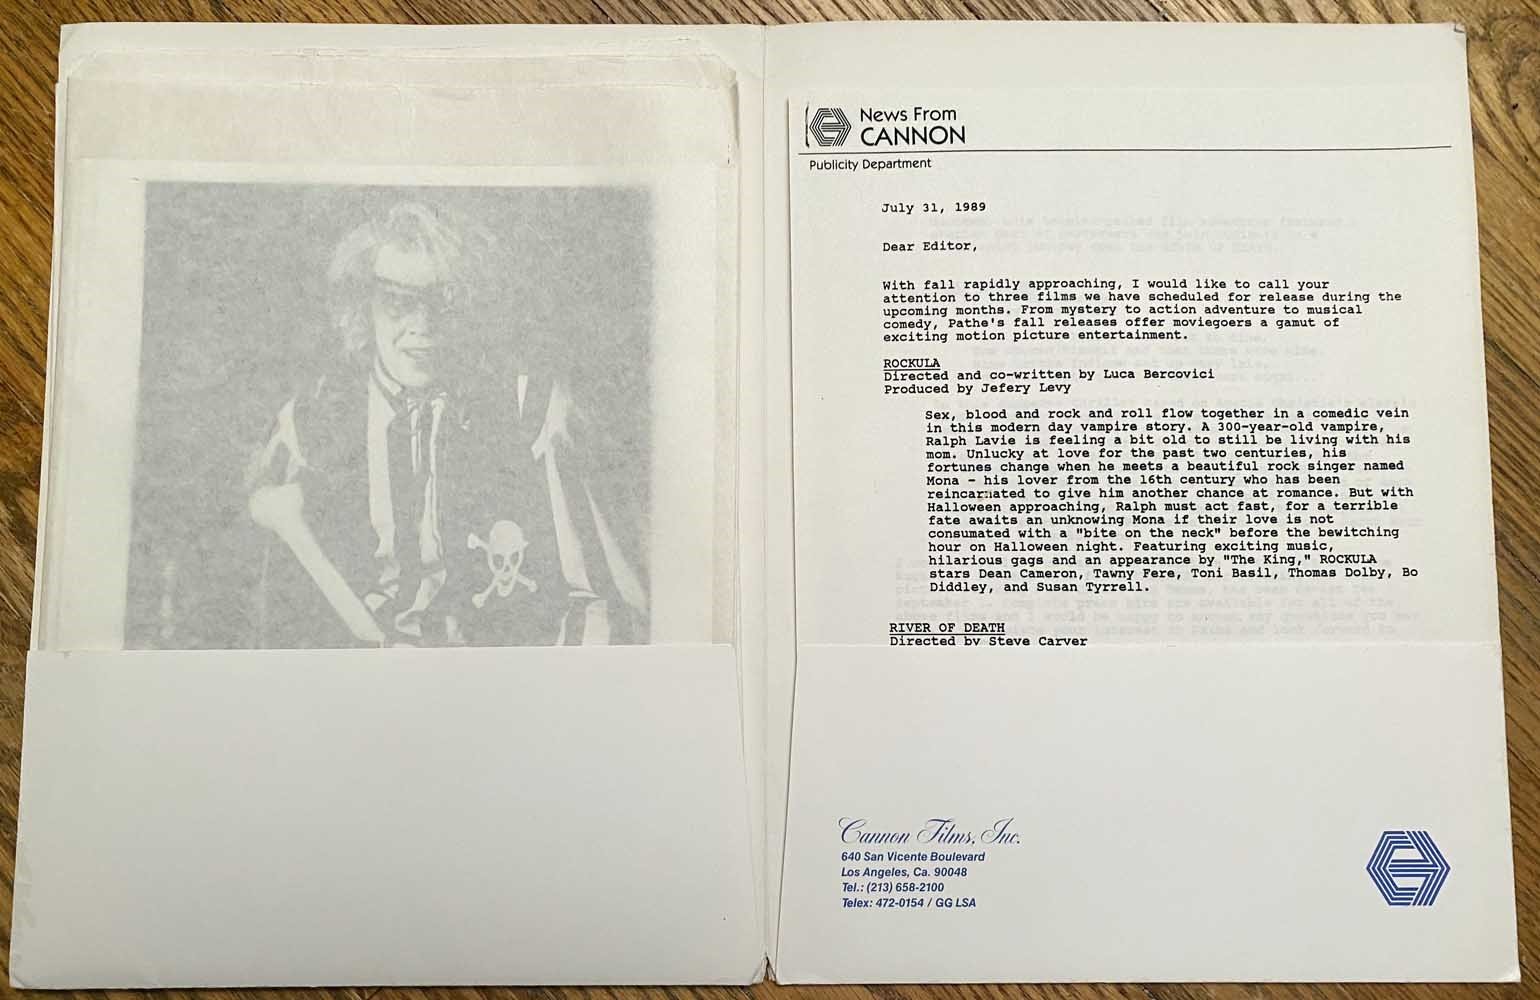 News From
CANNON
Publicity Department
July 31, 1989
Dear Editor,
With fall rapidly approaching, I would like to call your
attention to three films we have scheduled for release during the
upcoming months. From mystery to action adventure to musical
comedy, Pathe's fall releases offer moviegoers a gamut of
exciting motion picture entertainment.
ROCKULA
Directed and co-written by Luca Bercovici
Produced by Jefery Levy
Sex, blood and rock and roll flow together in a comedic vein
in this modern day vampire story. A 300-year-old vampire,
Ralph Lavie is feeling a bit old to still be living with his
mom. Unlucky at love for the past two centuries, his
fortunes change when he meets a beautiful rock singer named
Mona - his lover from the 16th century who has been
reincarnated to give him another chance at romance. But with
Halloween approaching, Ralph must act fast, for a terrible
fate awaits an unknowing Mona if their love is not
consumated with a "bite on the neck" before the bewitching
hour on Halloween night. Featuring exciting music,
hilarious gags and an appearance by "The King," ROCKULA
stars Dean Cameron, Tawny Fere, Toni Basil, Thomas Dolby, Bo
Diddley, and Susan Tyrrell.
RIVER OF DEATH
Directed by Steve Carver
Cannon Films, Inc.
640 San Vicente Boulevard
Los Angeles, Ca. 90048
Tel.: (213) 658-2100
Telex: 472-0154 / GG LSA